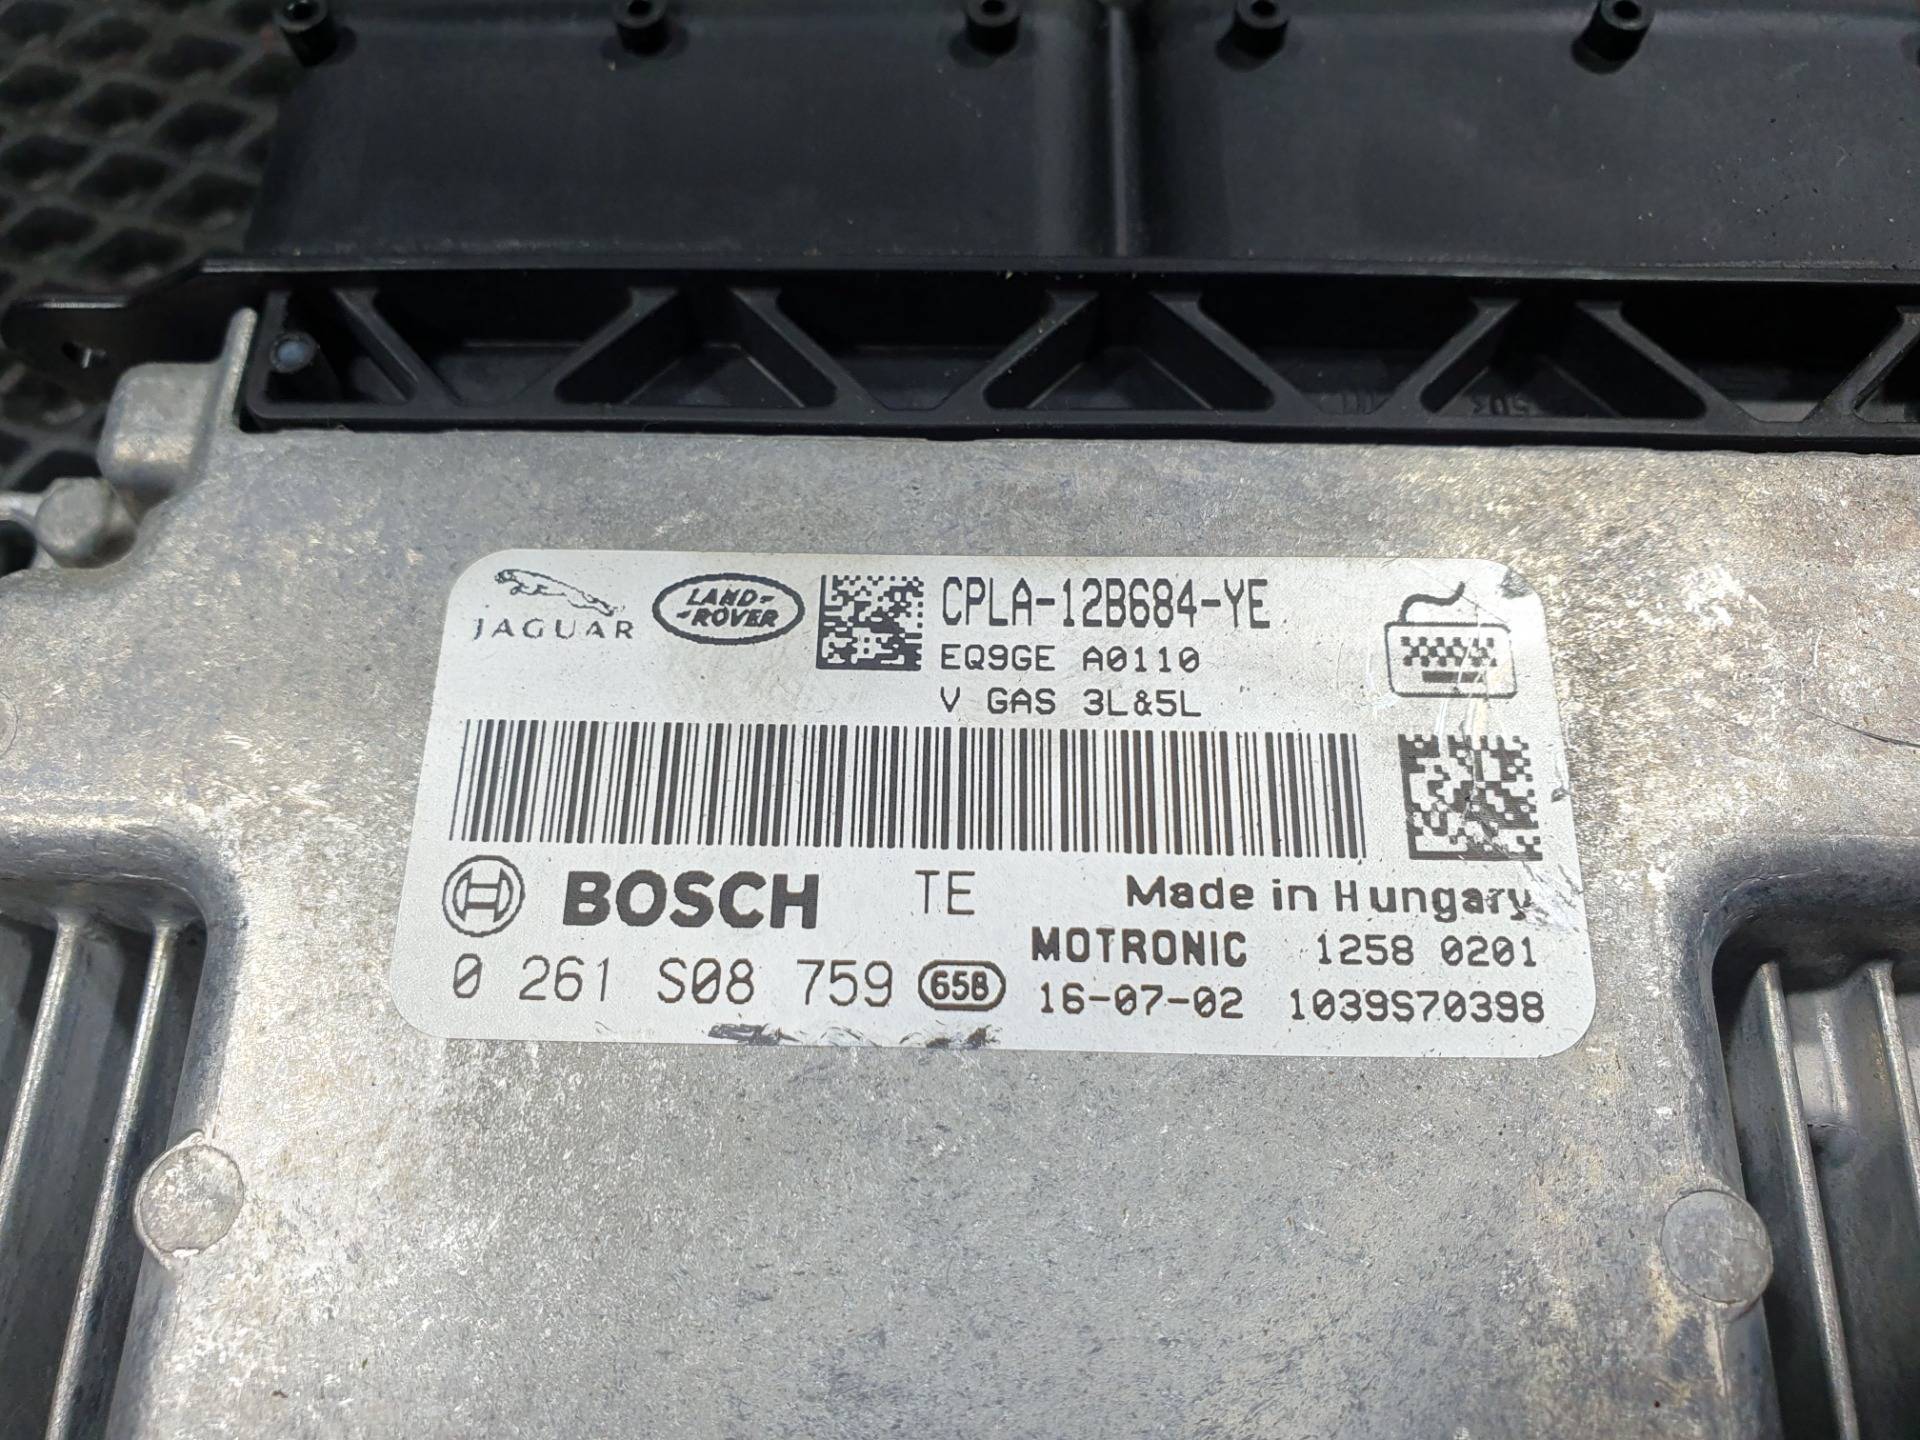 JAGUAR
LAND-
-ROVER
CPLA-12B684-YE
EQ9GE A0110
V GAS 3L&5L
BOSCH TE Made in Hungary
MOTRONIC 1258 0201
0 261 S08 759 65B 16-07-02 1039S70398